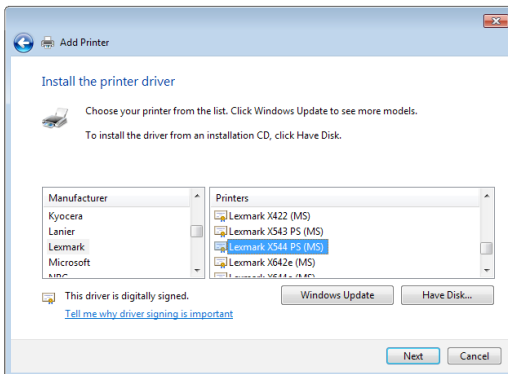 Add Printer
Install the printer driver
Choose your printer from the list. Click Windows Update to see more models.
To install the driver from an installation CD, click Have Disk.
Manufacturer
Kyocera
Lanier
Lexmark
Microsoft
Printers
Lexmark X422 (MS)
Lexmark X543 PS (MS)
Lexmark X544 PS (MS)
Lexmark X642e (MS)
This driver is digitally signed.
Tell me why driver signing is important
Windows Update
Have Disk...
Next
Cancel